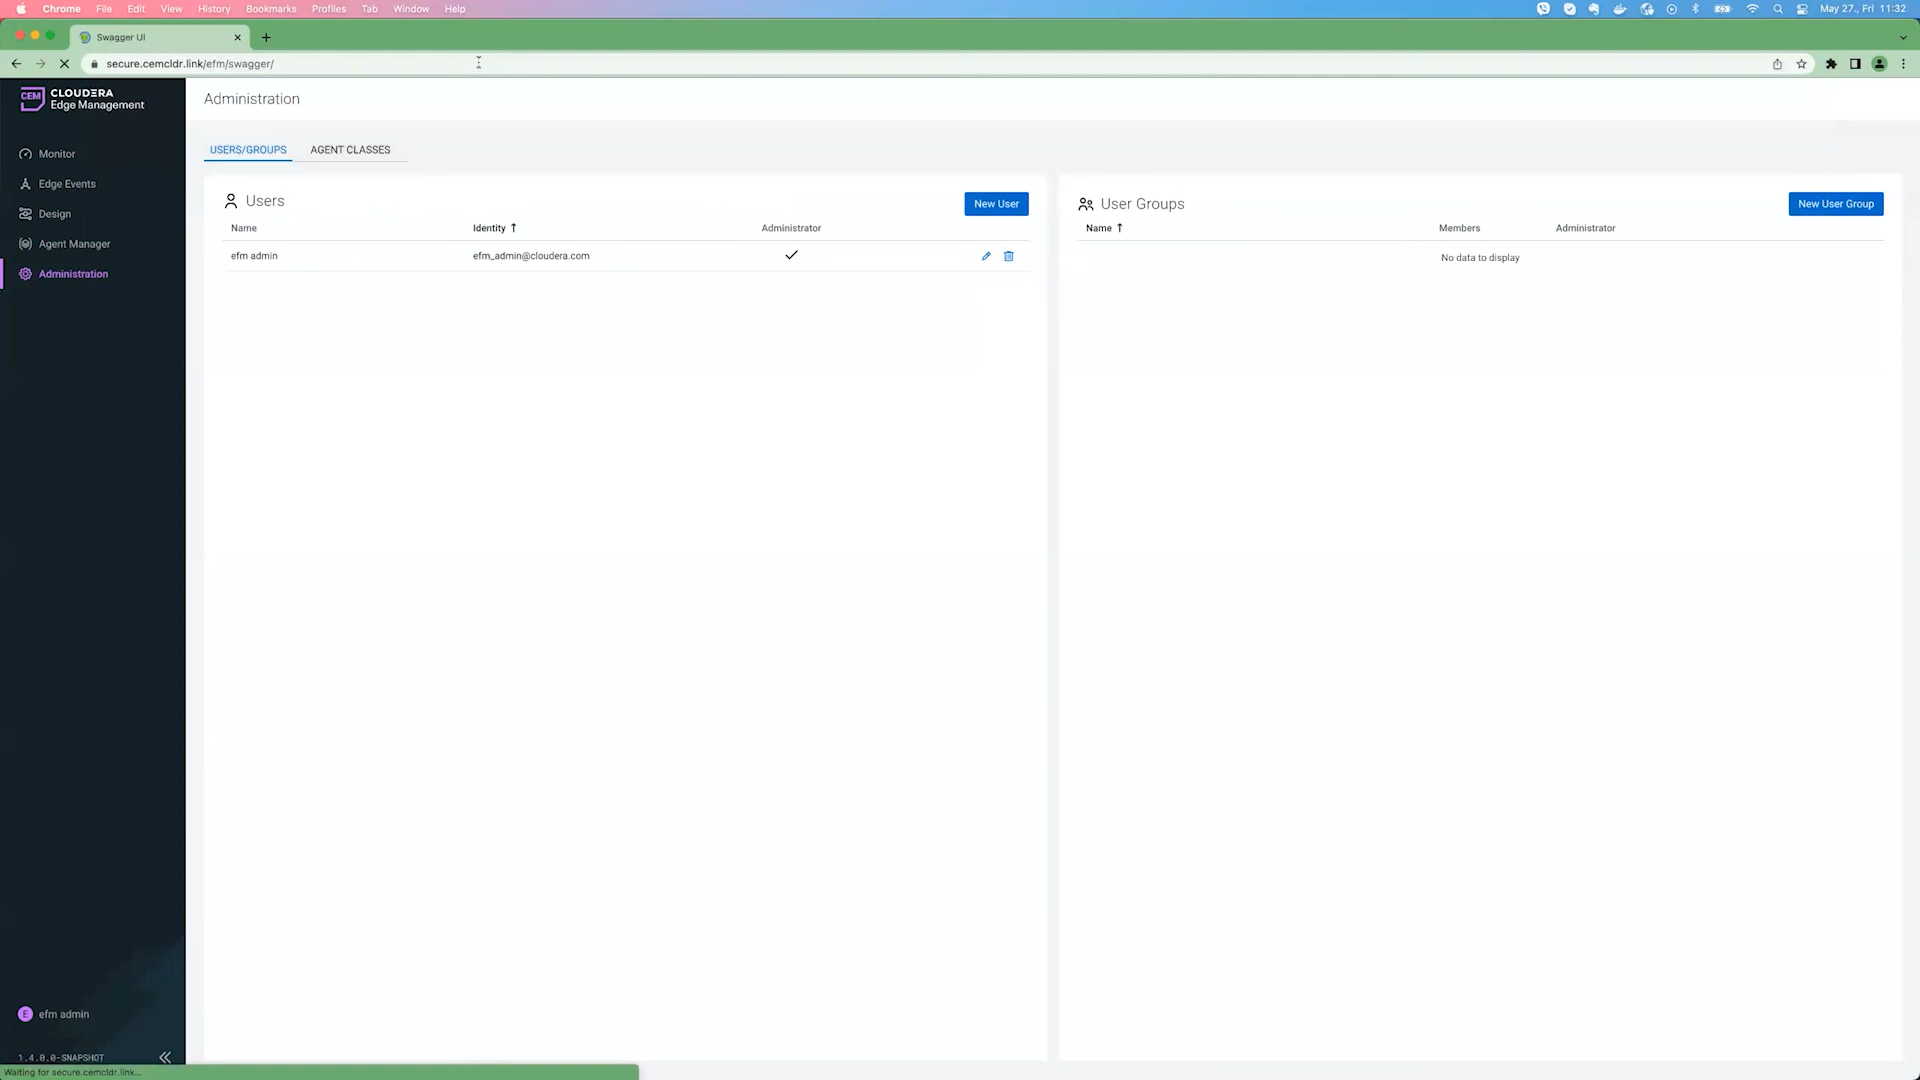 Chrome File Edit View History Bookmarks Profiles Tab Window Help May 27., Fri 11:32
Swagger UI
secure.cemcldr.link/efm/swagger/
CEM CLOUDERA
Edge Management
Administration
Monitor
Edge Events
Design
Agent Manager
Administration
USERS/GROUPS AGENT CLASSES
Users New User
Name Identity ↑ Administrator
efm admin efm_admin@cloudera.com
User Groups New User Group
Name ↑ Members Administrator
No data to display
E efm admin
1.4.0.0-SNAPSHOT
Waiting for secure.cemcldr.link...